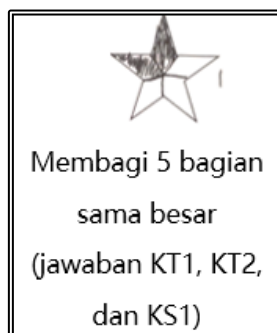 Membagi 5 bagian
sama besar
(jawaban KT1, KT2,
dan KS1)